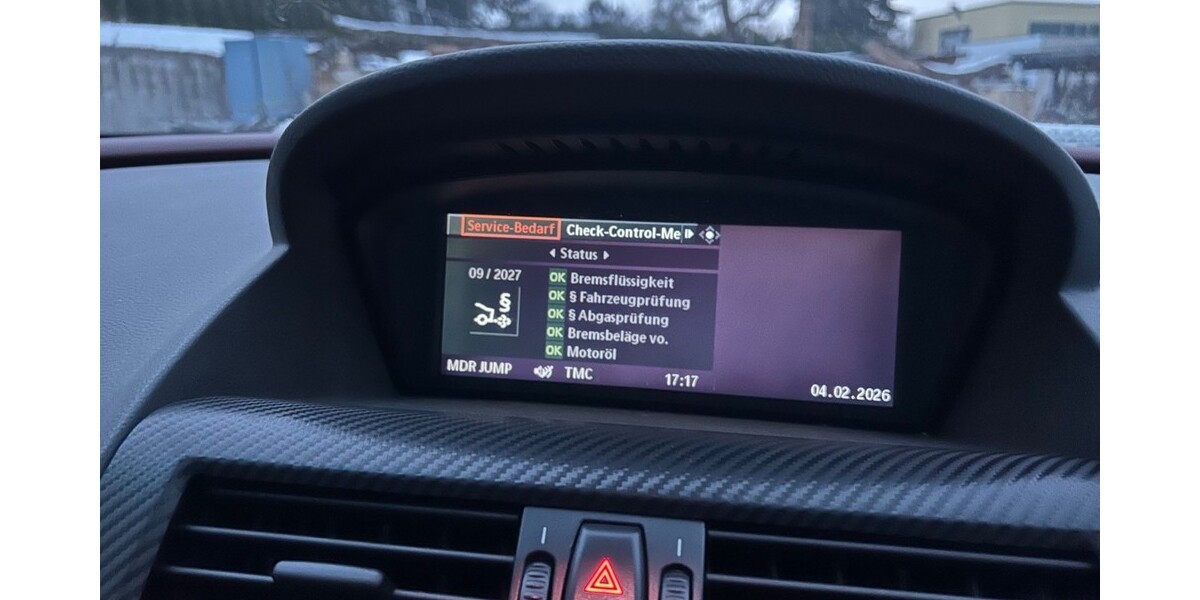 Service-Bedarf Check-Control-Me
Status
09/2027
OK Bremsflüssigkeit
OK § Fahrzeugprüfung
OK § Abgasprüfung
OK Bremsbeläge vo.
OK Motoröl
MDR JUMP TMC 17:17
04.02.2026